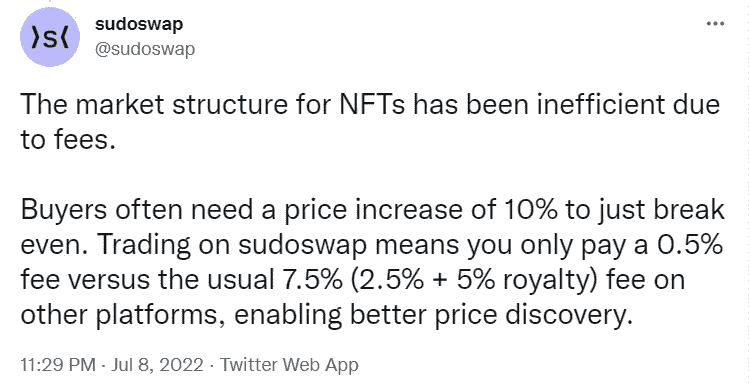 )s(
sudoswap
@sudoswap
The market structure for NFTs has been inefficient due
to fees.
Buyers often need a price increase of 10% to just break
even. Trading on sudoswap means you only pay a 0.5%
fee versus the usual 7.5% (2.5% + 5% royalty) fee on
other platforms, enabling better price discovery.
11:29 PM · Jul 8, 2022 · Twitter Web App